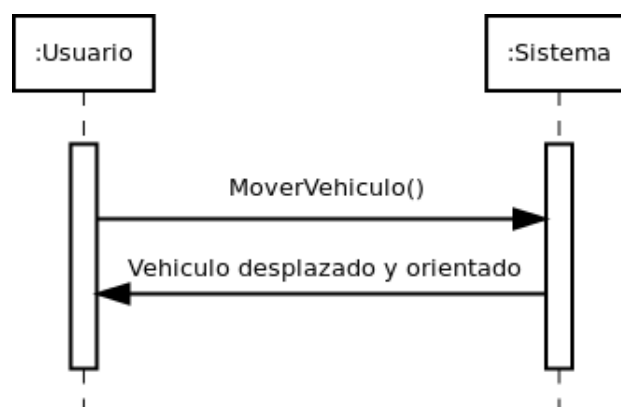 :Usuario
:Sistema
MoverVehiculo()
Vehiculo desplazado y orientado